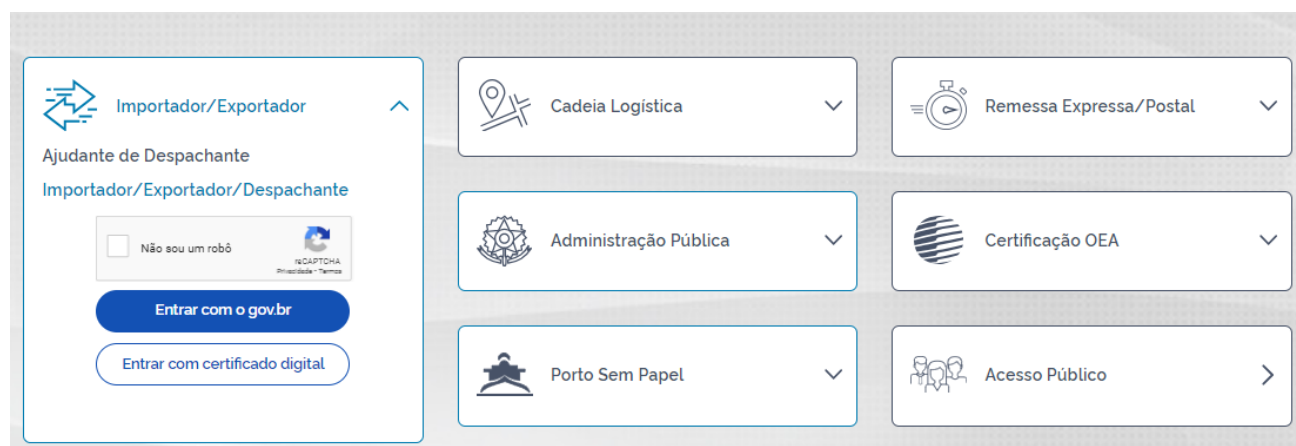 Importador/Exportador
Ajudante de Despachante
Importador/Exportador/Despachante
Não sou um robô
reCAPTCHA
Privacidade - Termos
Entrar com o gov.br
Entrar com certificado digital
Cadeia Logística
Remessa Expressa/Postal
Administração Pública
Certificação OEA
Porto Sem Papel
Acesso Público